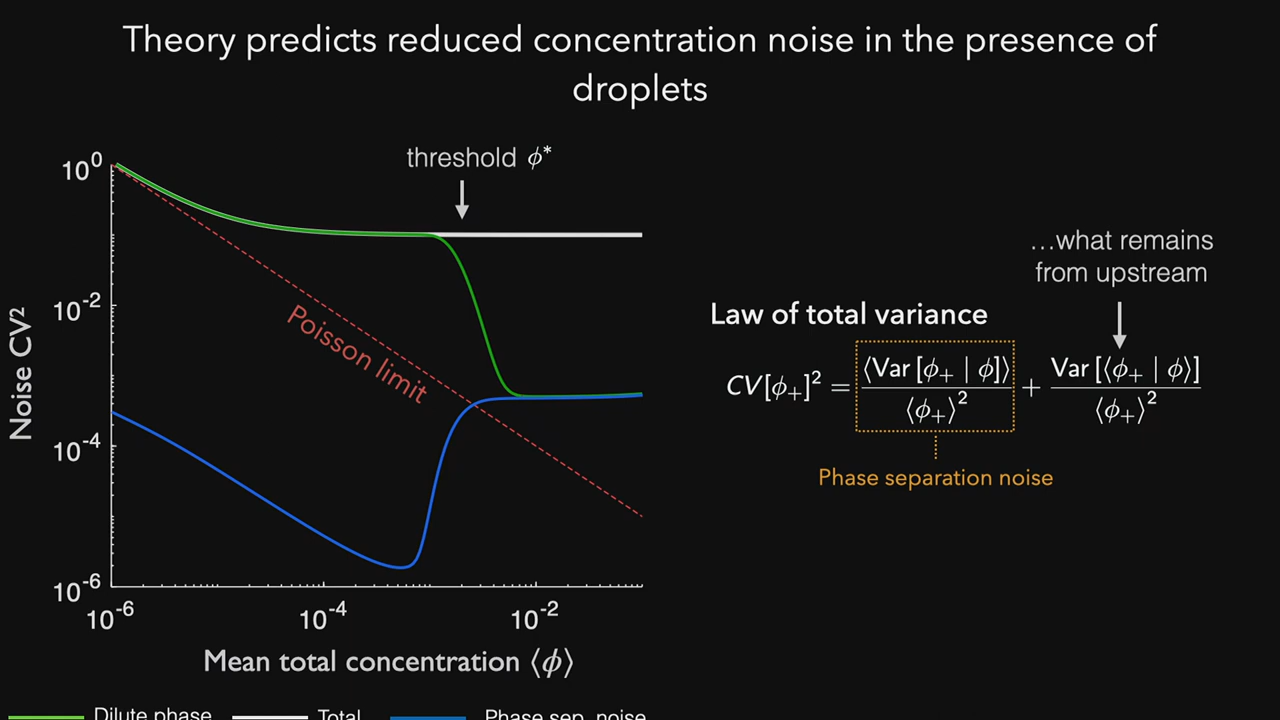 Theory predicts reduced concentration noise in the presence of
droplets
threshold ϕ*
10⁰
10⁻²
10⁻⁴
10⁻⁶
Noise CV²
Poisson limit
10⁻⁶ 10⁻⁴ 10⁻²
Mean total concentration ⟨ϕ⟩
Dilute phase Total Phase sep. noise
…what remains
from upstream
Law of total variance
CV[ϕ₊]² = ⟨Var[ϕ₊ | ϕ]⟩ / ⟨ϕ₊⟩² + Var[⟨ϕ₊ | ϕ⟩] / ⟨ϕ₊⟩²
Phase separation noise